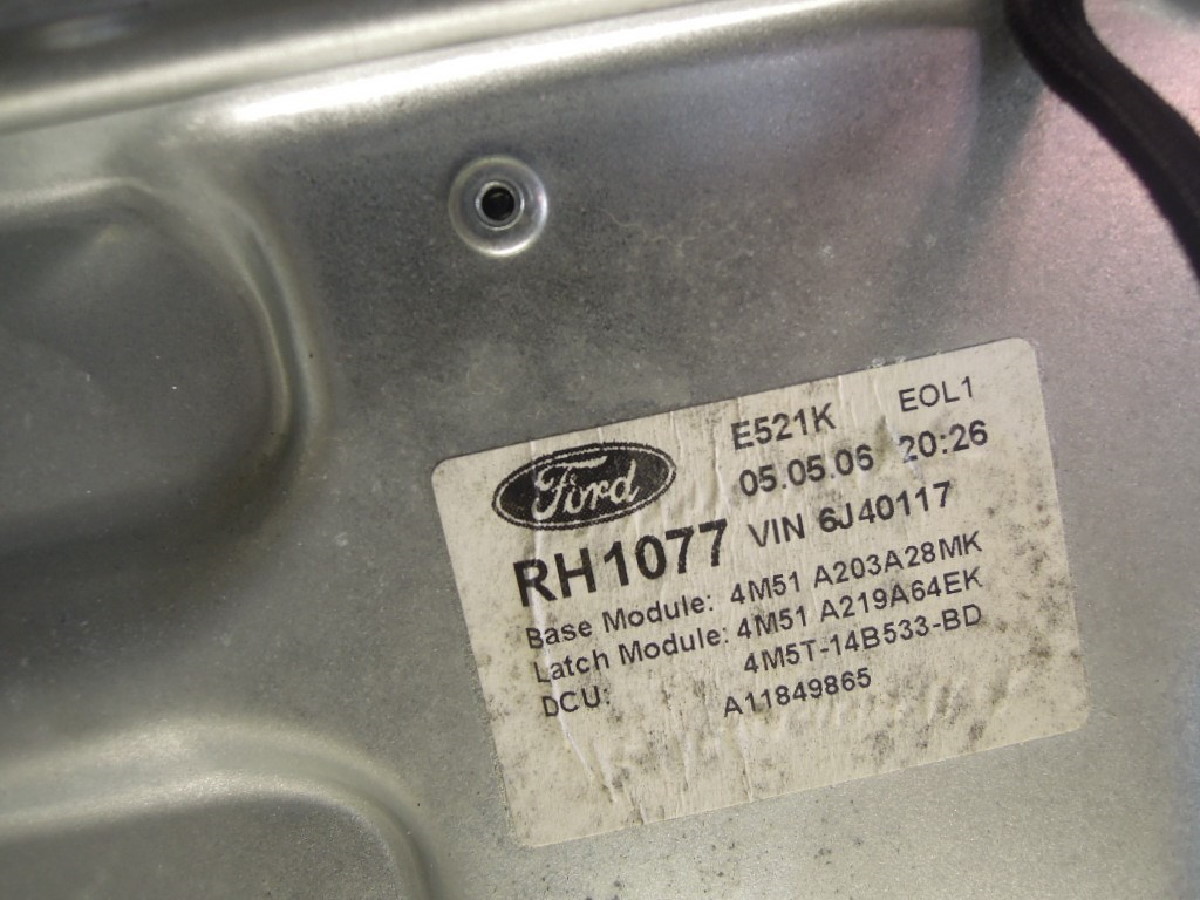 Ford E521K EOL1
05.05.06 20:26
RH1077 VIN 6J40117
Base Module: 4M51 A203A28MK
Latch Module: 4M51 A219A64EK
DCU: 4M5T-14B533-BD
A11849865